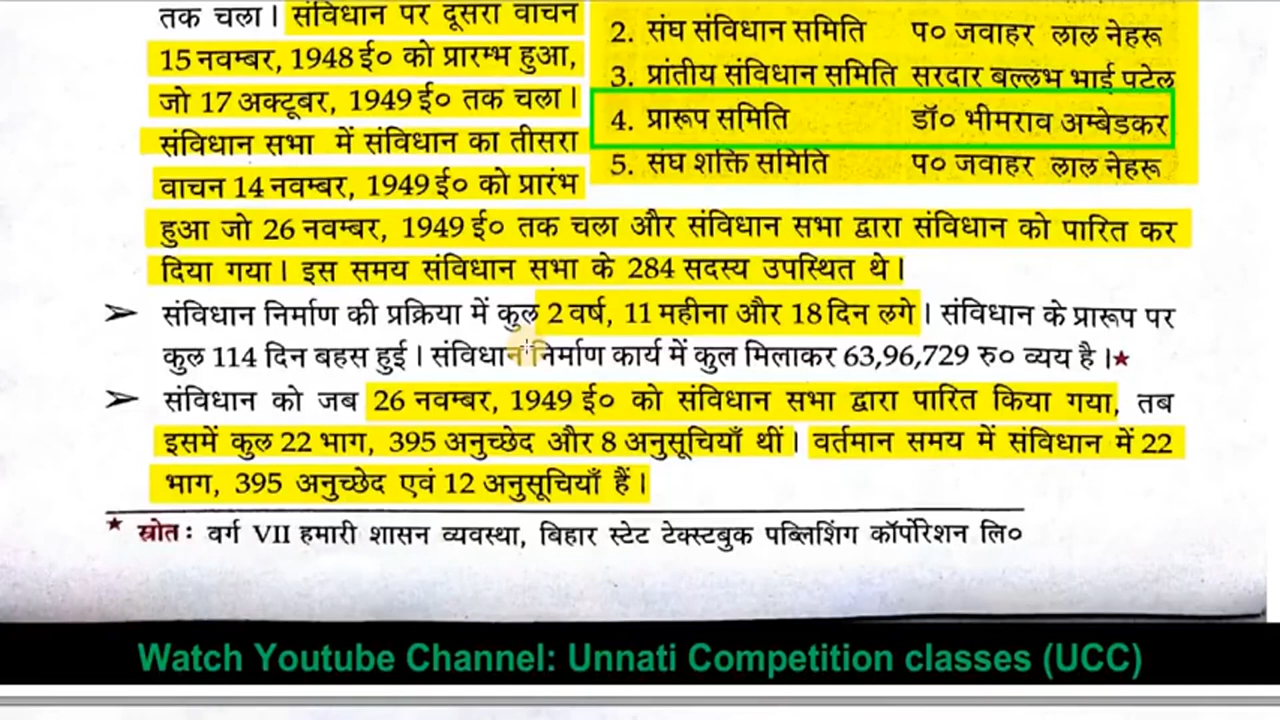 तक चला। संविधान पर दूसरा वाचन
15 नवम्बर, 1948 ई० को प्रारम्भ हुआ,
जो 17 अक्टूबर, 1949 ई० तक चला।
संविधान सभा में संविधान का तीसरा
वाचन 14 नवम्बर, 1949 ई० को प्रारंभ
2. संघ संविधान समिति प० जवाहर लाल नेहरू
3. प्रांतीय संविधान समिति सरदार बल्लभ भाई पटेल
4. प्रारूप समिति डॉ० भीमराव अम्बेडकर
5. संघ शक्ति समिति प० जवाहर लाल नेहरू
हुआ जो 26 नवम्बर, 1949 ई० तक चला और संविधान सभा द्वारा संविधान को पारित कर
दिया गया। इस समय संविधान सभा के 284 सदस्य उपस्थित थे।
➢ संविधान निर्माण की प्रक्रिया में कुल 2 वर्ष, 11 महीना और 18 दिन लगे। संविधान के प्रारूप पर
कुल 114 दिन बहस हुई। संविधान निर्माण कार्य में कुल मिलाकर 63,96,729 रु० व्यय है।★
➢ संविधान को जब 26 नवम्बर, 1949 ई० को संविधान सभा द्वारा पारित किया गया, तब
इसमें कुल 22 भाग, 395 अनुच्छेद और 8 अनुसूचियाँ थीं। वर्तमान समय में संविधान में 22
भाग, 395 अनुच्छेद एवं 12 अनुसूचियाँ हैं।
★ स्रोत: वर्ग VII हमारी शासन व्यवस्था, बिहार स्टेट टेक्स्टबुक पब्लिशिंग कॉर्पोरेशन लि०
Watch Youtube Channel: Unnati Competition classes (UCC)